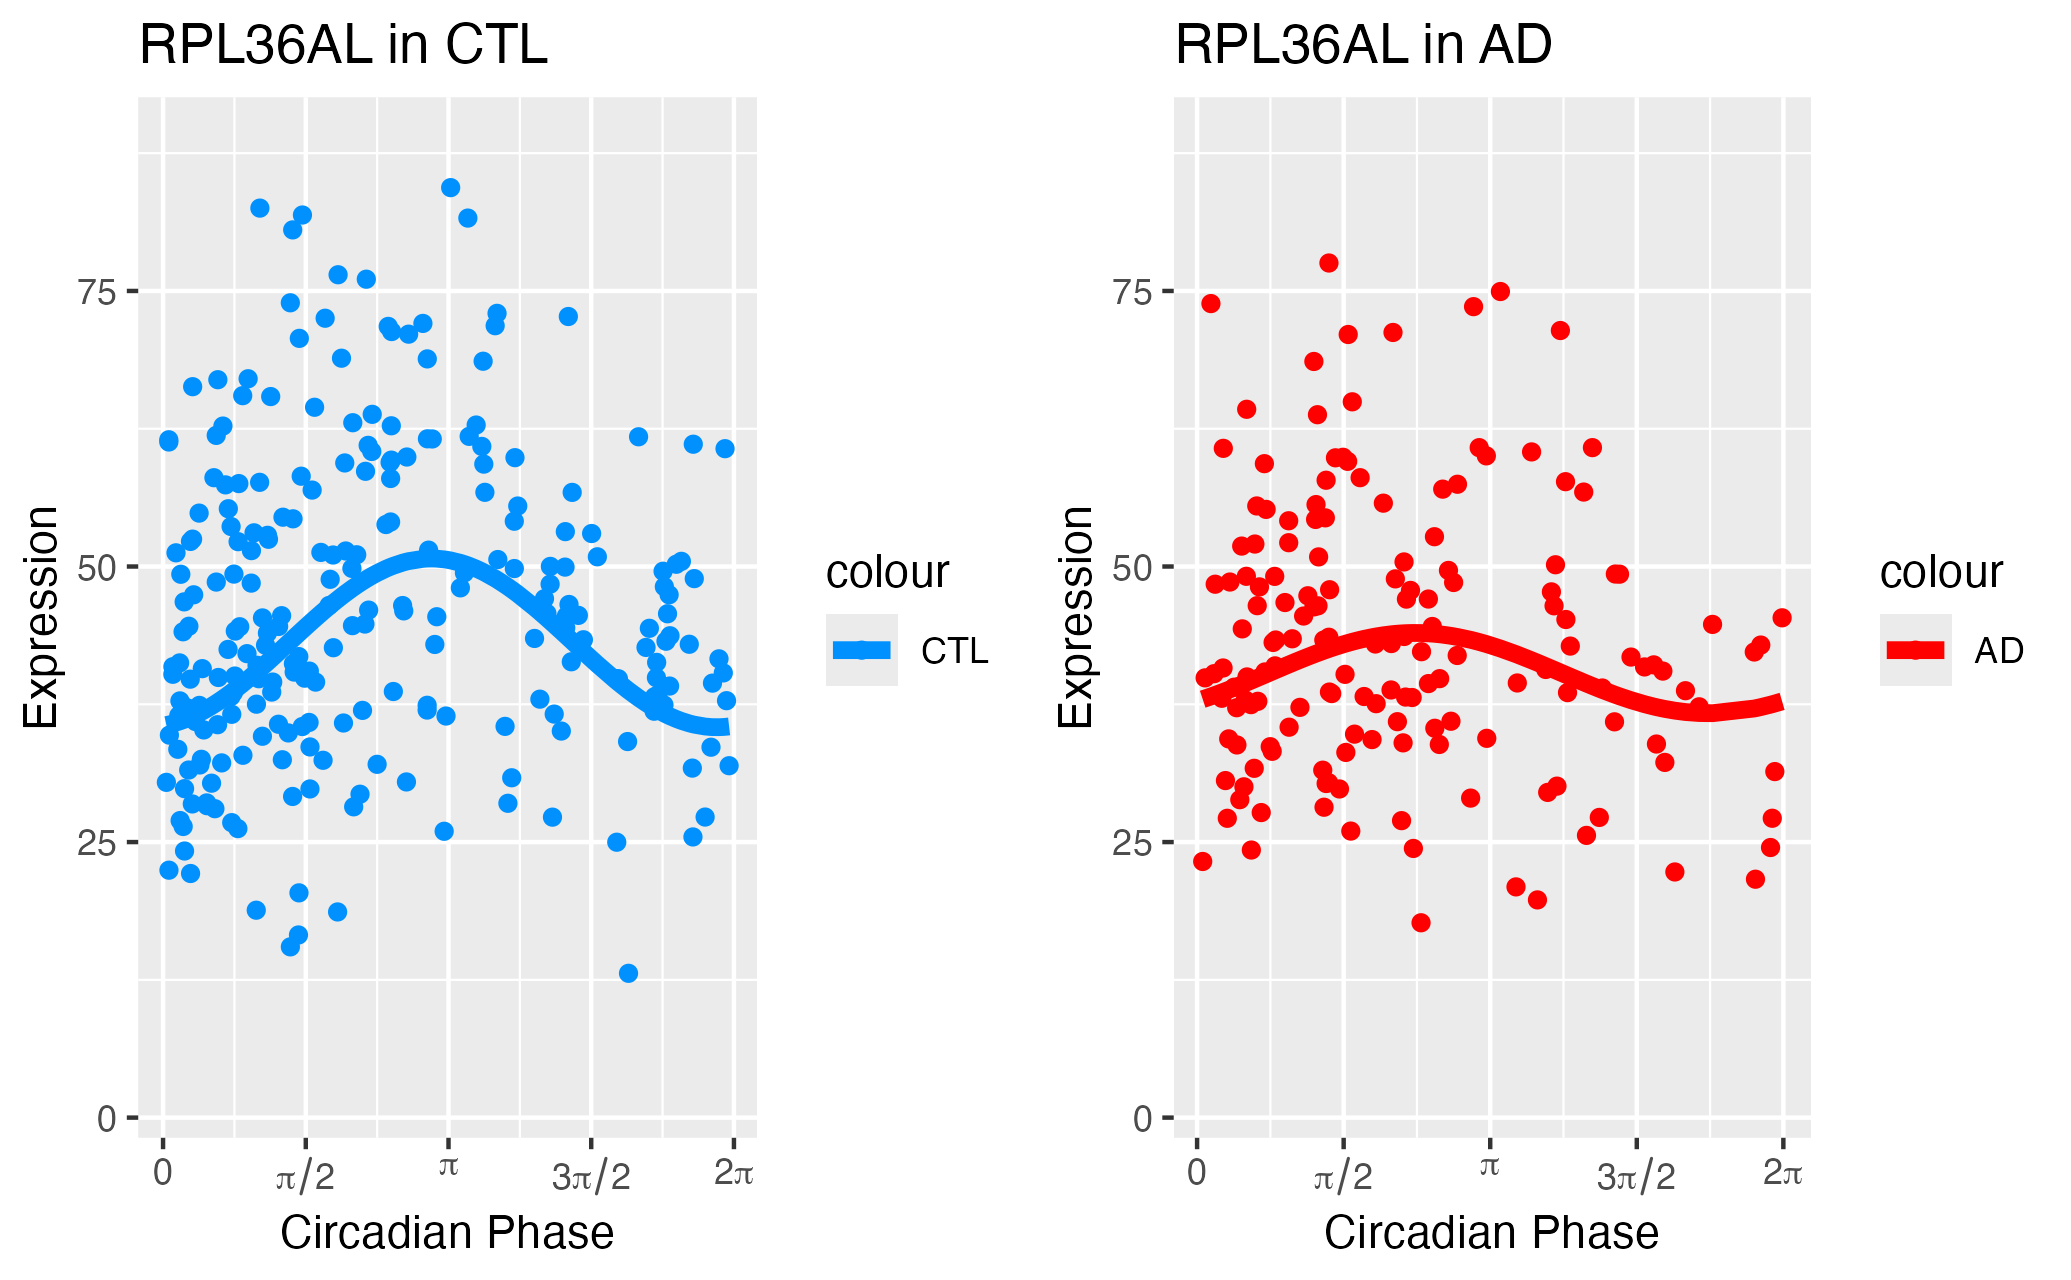 RPL36AL in CTL
Expression
75
50
25
0
0
π/2
π
3π/2
2π
Circadian Phase
colour
CTL
RPL36AL in AD
Expression
75
50
25
0
0
π/2
π
3π/2
2π
Circadian Phase
colour
AD